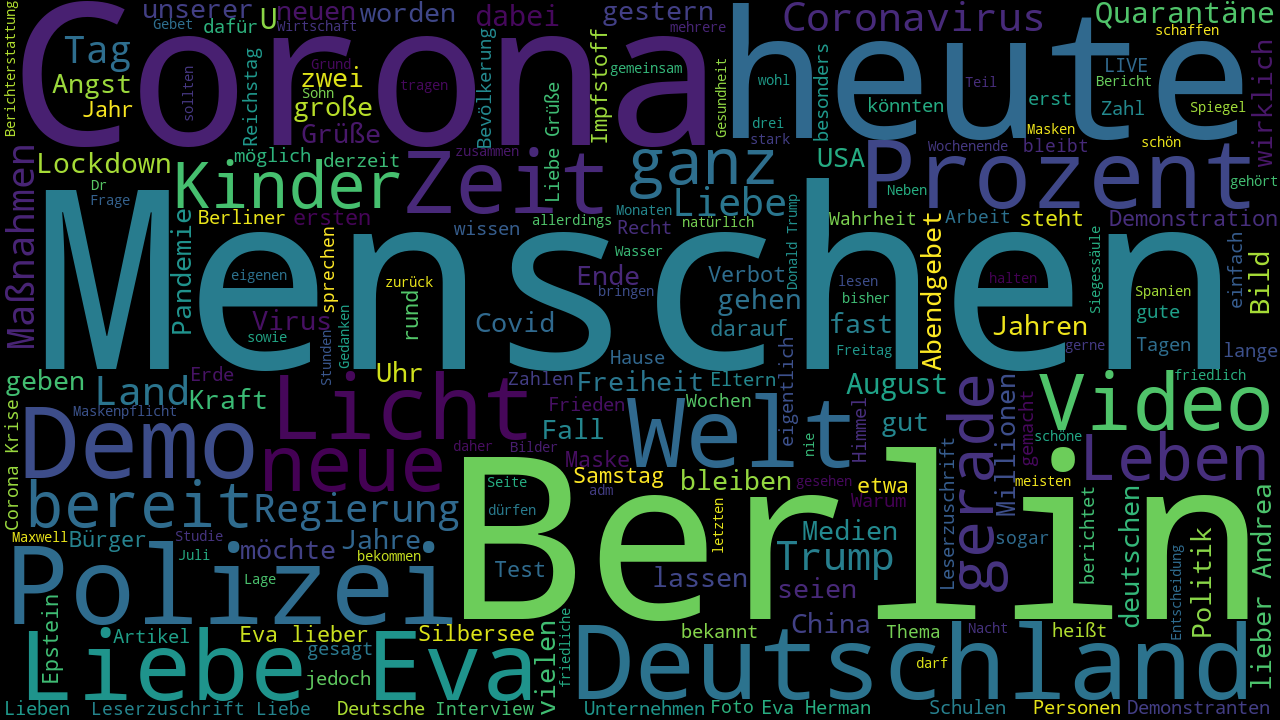 Corona
heute
Menschen
Berlin
Deutschland
Polizei
Liebe
Eva
Demo
Licht
neue
bereit
Regierung
Welt
Video
Leben
gerade
Prozent
Kinder
Zeit
ganz
Liebe
Coronavirus
Quarantäne
Maßnahmen
Lockdown
Tag
Angst
Jahr
unserer
Gebet
dafür
U
Wirtschaft
neuen
worden
dabei
gestern
mehrere
schaffen
Berichterstattung
sollten
Reichstag
Grund
zwei
Sohn
große
Grüße
tragen
Bevölkerung
Liebe Grüße
Impfstoff
gemeinsam
Gesundheit
wohl
drei
stark
besonders
könnten
Teil
erst
LIVE
Bericht
Zahl
Masken
Spiegel
schön
wirklich
bleibt
Wochenende
gehört
Neben
USA
möglich
derzeit
zusammen
Dr
Frage
Pandemie
Berliner
ersten
sprechen
eigenen
Virus
sowie
zurück
rund
Uhr
stunden
Gedanken
wissen
allerdings
Covid
Ende
bringen
Monaten
Recht
Wasser
natürlich
Verbot
gehen
darauf
Donald Trump
Wahrheit
lesen
bisher
fast
Freitag
Abendgebet
Arbeit
steht
Demonstration
halten
Jahren
gerne
Siegessäule
Spanien
gute
Tagen
einfach
Bild
lange
geben
Land
Erde
Kraft
Maskenpflicht
Corona Krise
Zahlen
Hause
Freiheit
Eltern
Wochen
Frieden
Fall
Maske
daher
Bilder
eigentlich
nie
Himmel
August
gut
friedlich
schöne
gemacht
Millionen
meisten
Samstag
bleiben
gesehen
etwa
Warum
Leserzuschrift
sogar
berichtet
deutschen
Entscheidung
Politik
lieber Andrea
Seite
dürfen
adm
letzten
Medien
Trump
Test
lassen
seien
China
Maxwell
Bürger
Studie
Juli
möchte
Jahre
bekommen
Lage
Epstein
Artikel
Eva lieber
gesagt
jedoch
Silbersee
vielen
friedliche
bekannt
Thema
Nacht
heißt
darf
Lieben
Leserzuschrift Liebe
Deutsche
Interview
Unternehmen
Foto
Eva Herman
Schulen
Personen
Demonstranten